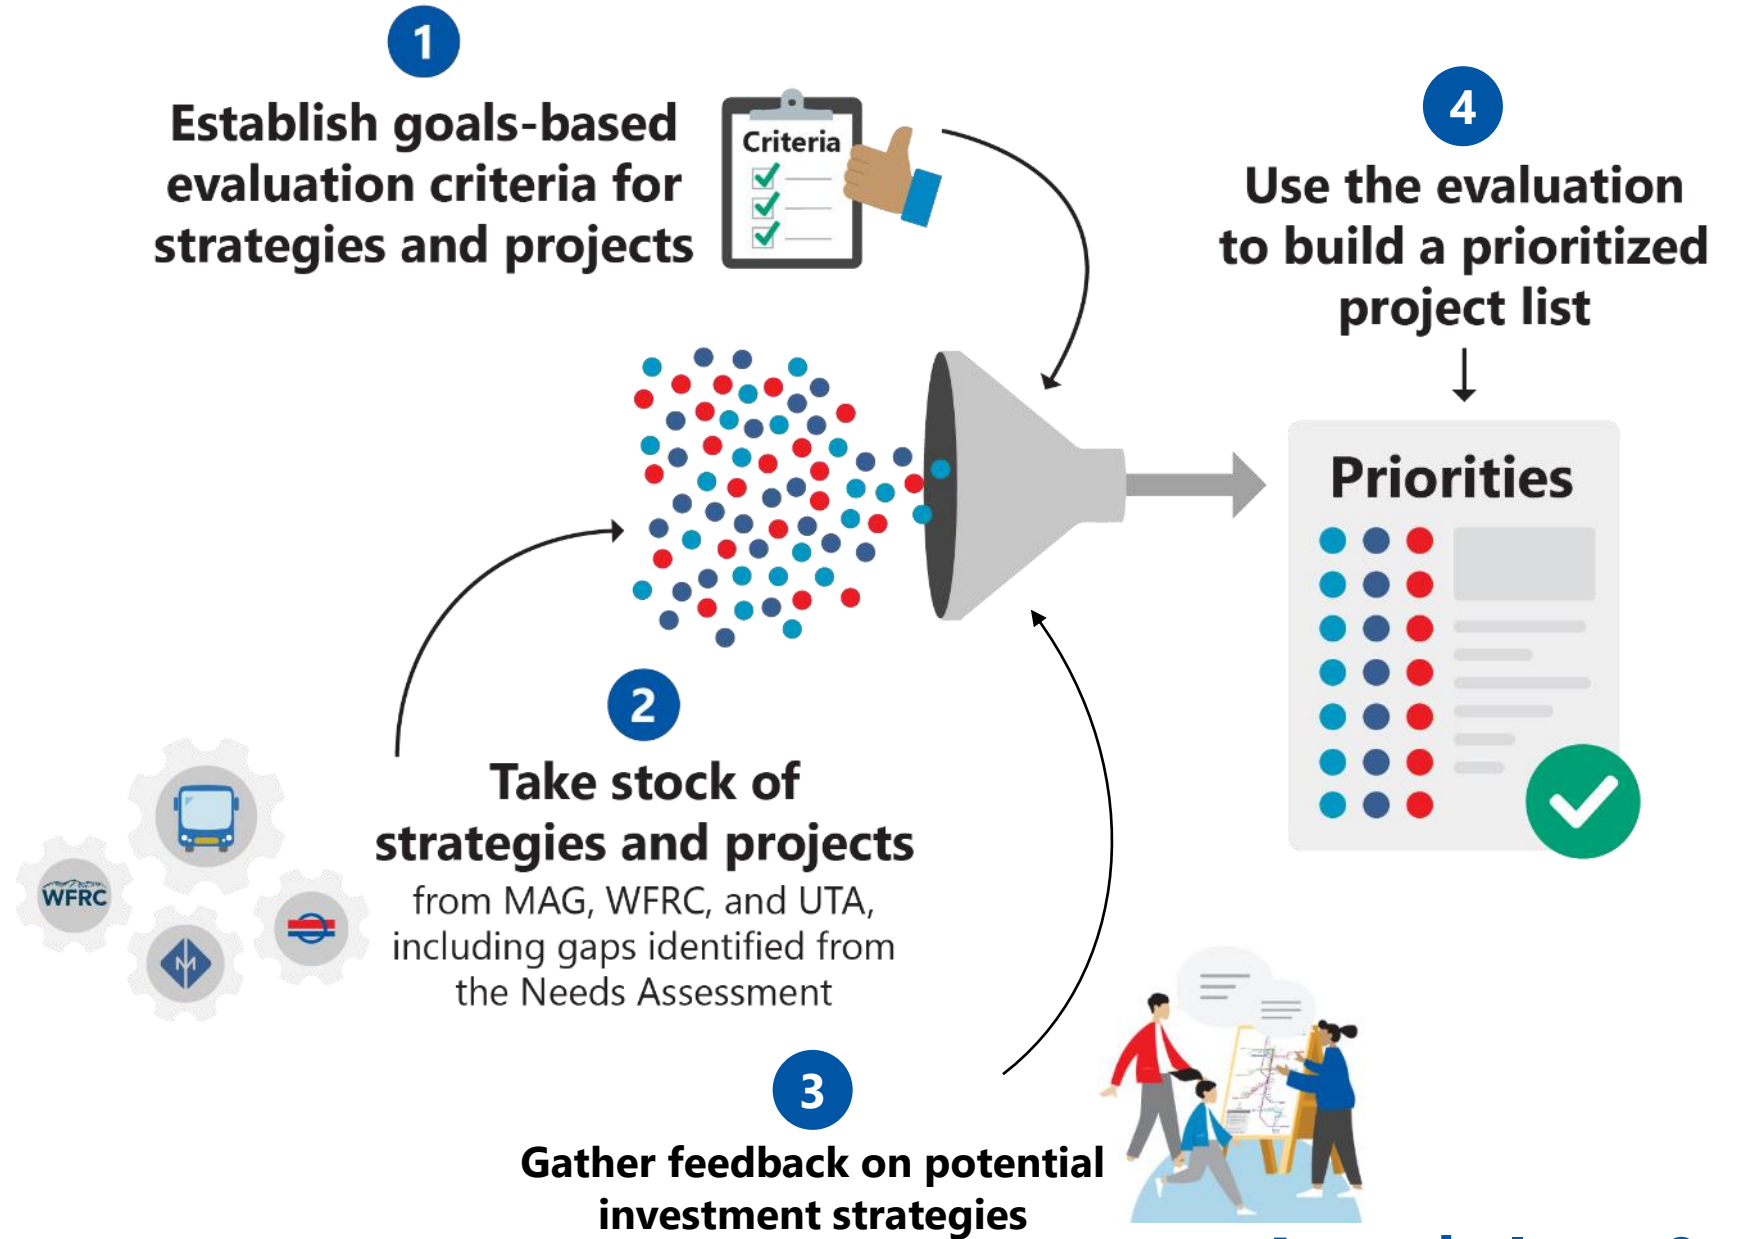 1
Establish goals-based
evaluation criteria for
strategies and projects
Criteria
4
Use the evaluation
to build a prioritized
project list
Priorities
2
Take stock of
strategies and projects
from MAG, WFRC, and UTA,
including gaps identified from
the Needs Assessment
WFRC
M
3
Gather feedback on potential
investment strategies